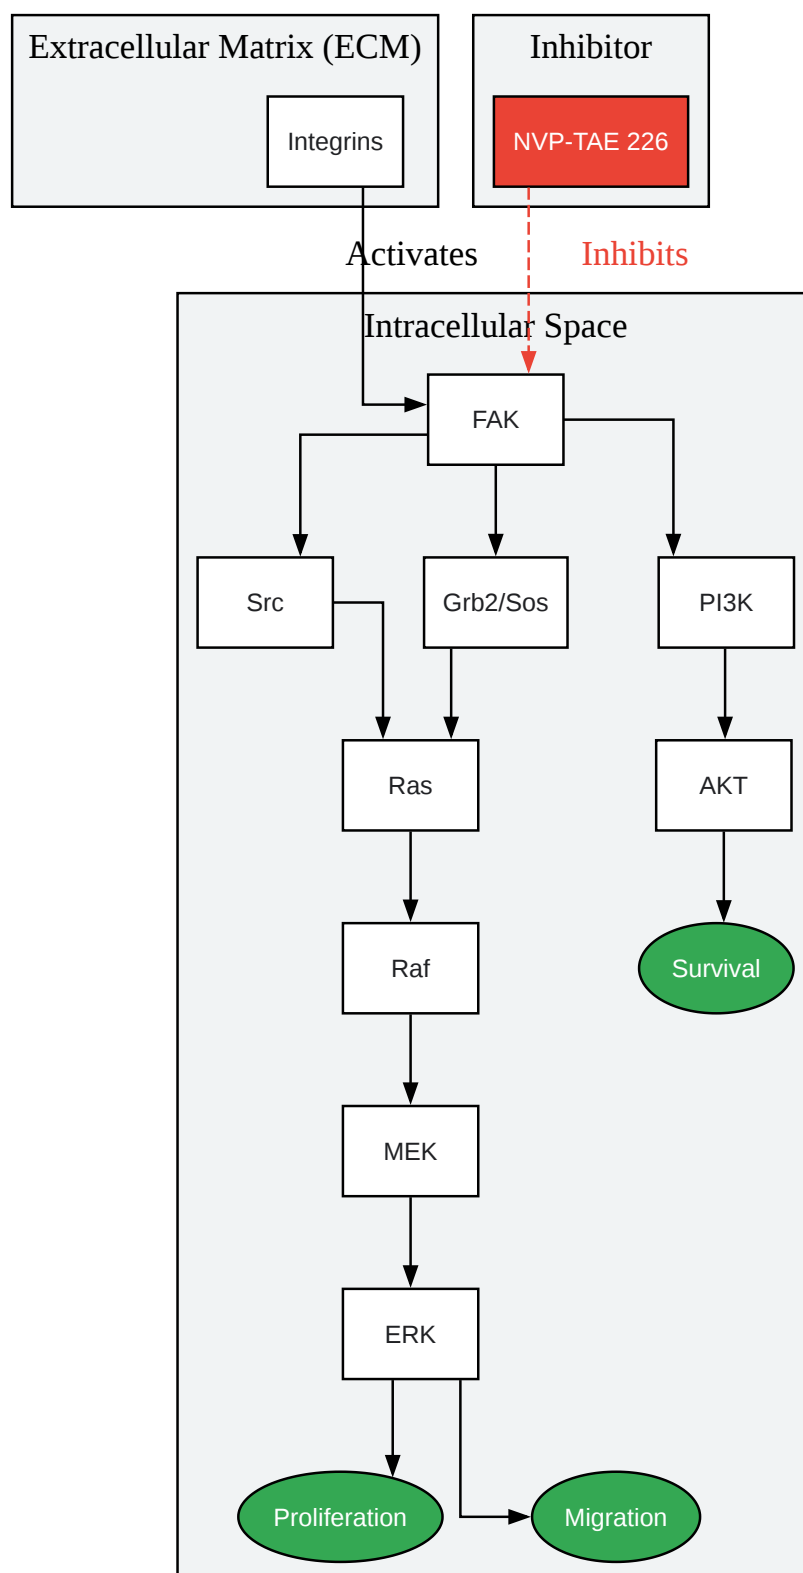 Extracellular Matrix (ECM)
Inhibitor
Integrins
NVP-TAE 226
Activates
Inhibits
Intracellular Space
FAK
Src
Grb2/Sos
PI3K
Ras
AKT
Raf
Survival
MEK
ERK
Proliferation
Migration